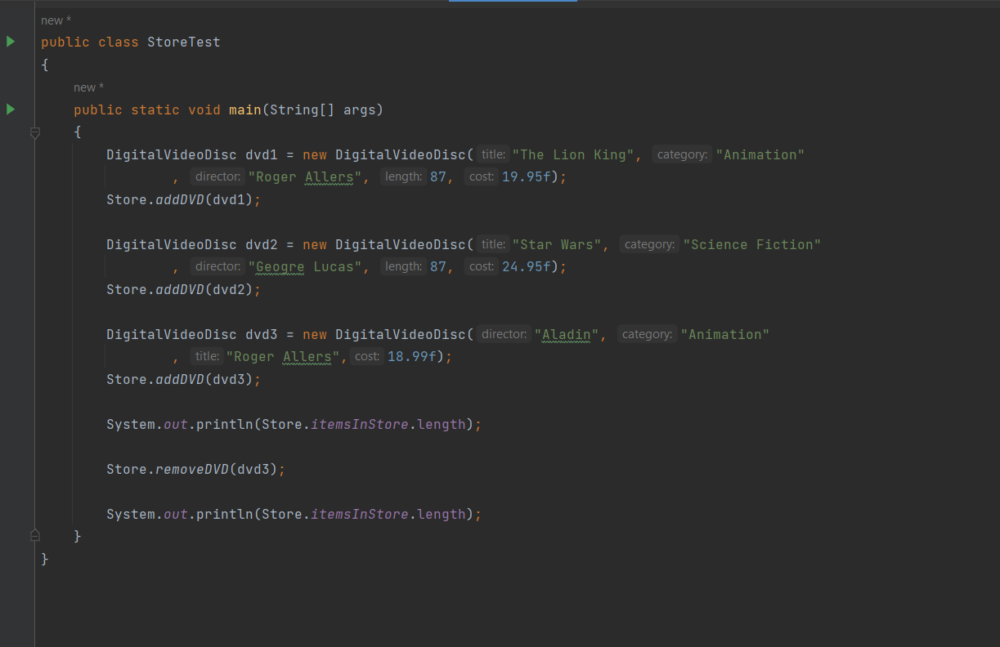 new *
public class StoreTest
{
new *
public static void main(String[] args)
{
DigitalVideoDisc dvd1 = new DigitalVideoDisc( title: "The Lion King", category: "Animation"
, director: "Roger Allers", length: 87, cost: 19.95f);
Store.addDVD(dvd1);
DigitalVideoDisc dvd2 = new DigitalVideoDisc( title: "Star Wars", category: "Science Fiction"
, director: "Geogre Lucas", length: 87, cost: 24.95f);
Store.addDVD(dvd2);
DigitalVideoDisc dvd3 = new DigitalVideoDisc( director: "Aladin", category: "Animation"
, title: "Roger Allers", cost: 18.99f);
Store.addDVD(dvd3);
System.out.println(Store.itemsInStore.length);
Store.removeDVD(dvd3);
System.out.println(Store.itemsInStore.length);
}
}